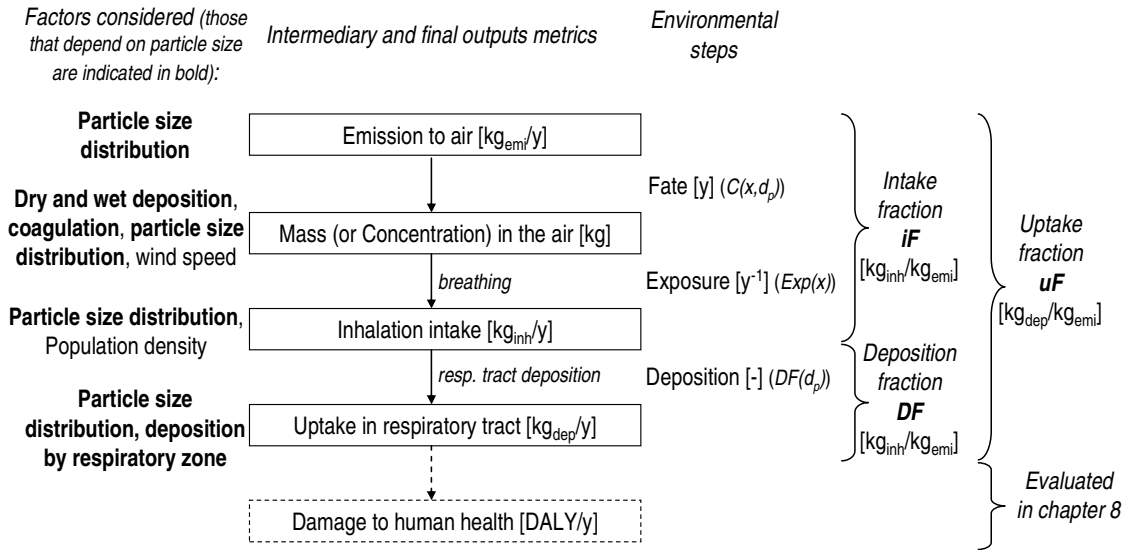 Factors considered (those
that depend on particle size
are indicated in bold):
Intermediary and final outputs metrics
Environmental
steps
Particle size
distribution
Emission to air [kgemi/y]
Fate [y] (C(x,dp))
Dry and wet deposition,
coagulation, particle size
distribution, wind speed
Mass (or Concentration) in the air [kg]
breathing
Exposure [y-1] (Exp(x))
Intake
fraction
iF
[kginh/kgemi]
Uptake
fraction
uF
[kgdep/kgemi]
Particle size distribution,
Population density
Inhalation intake [kginh/y]
resp. tract deposition
Deposition [-] (DF(dp))
Deposition
fraction
DF
[kginh/kgemi]
Particle size
distribution, deposition
by respiratory zone
Uptake in respiratory tract [kgdep/y]
Damage to human health [DALY/y]
Evaluated
in chapter 8